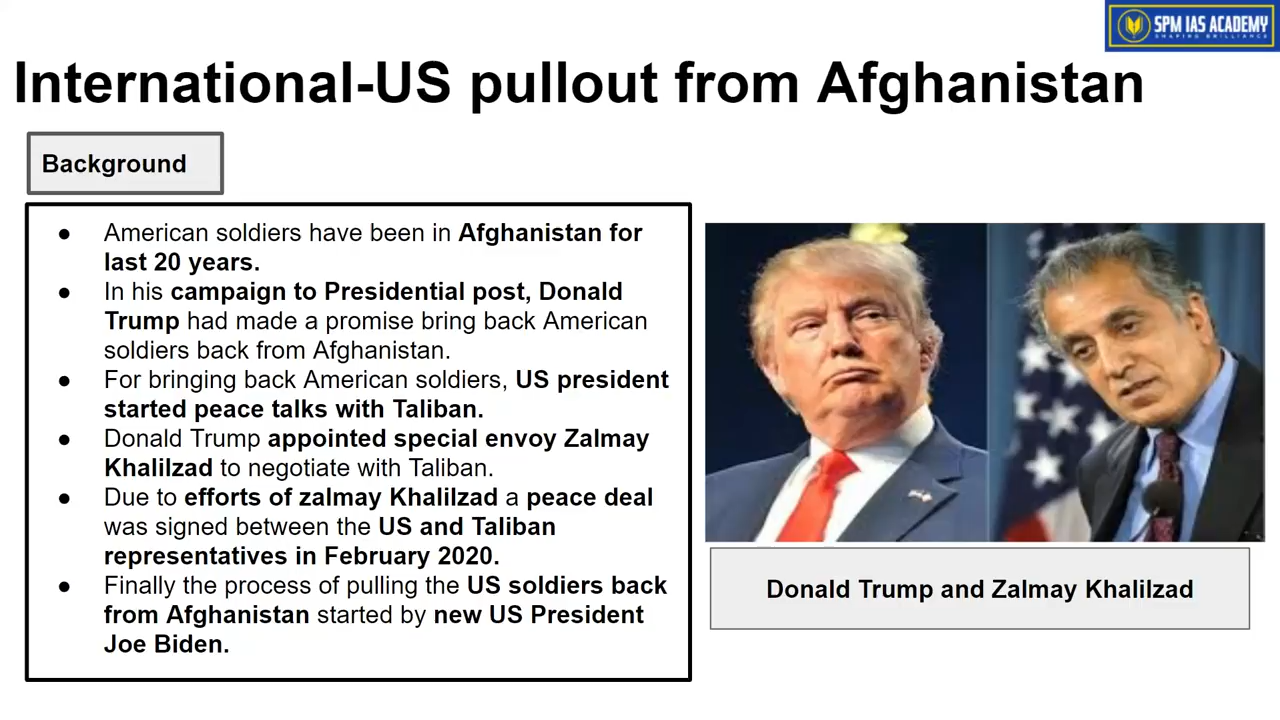 SPM IAS ACADEMY
SHAPING BRILLIANCE
International-US pullout from Afghanistan
Background
● American soldiers have been in Afghanistan for
last 20 years.
● In his campaign to Presidential post, Donald
Trump had made a promise bring back American
soldiers back from Afghanistan.
● For bringing back American soldiers, US president
started peace talks with Taliban.
● Donald Trump appointed special envoy Zalmay
Khalilzad to negotiate with Taliban.
● Due to efforts of zalmay Khalilzad a peace deal
was signed between the US and Taliban
representatives in February 2020.
● Finally the process of pulling the US soldiers back
from Afghanistan started by new US President
Joe Biden.
Donald Trump and Zalmay Khalilzad